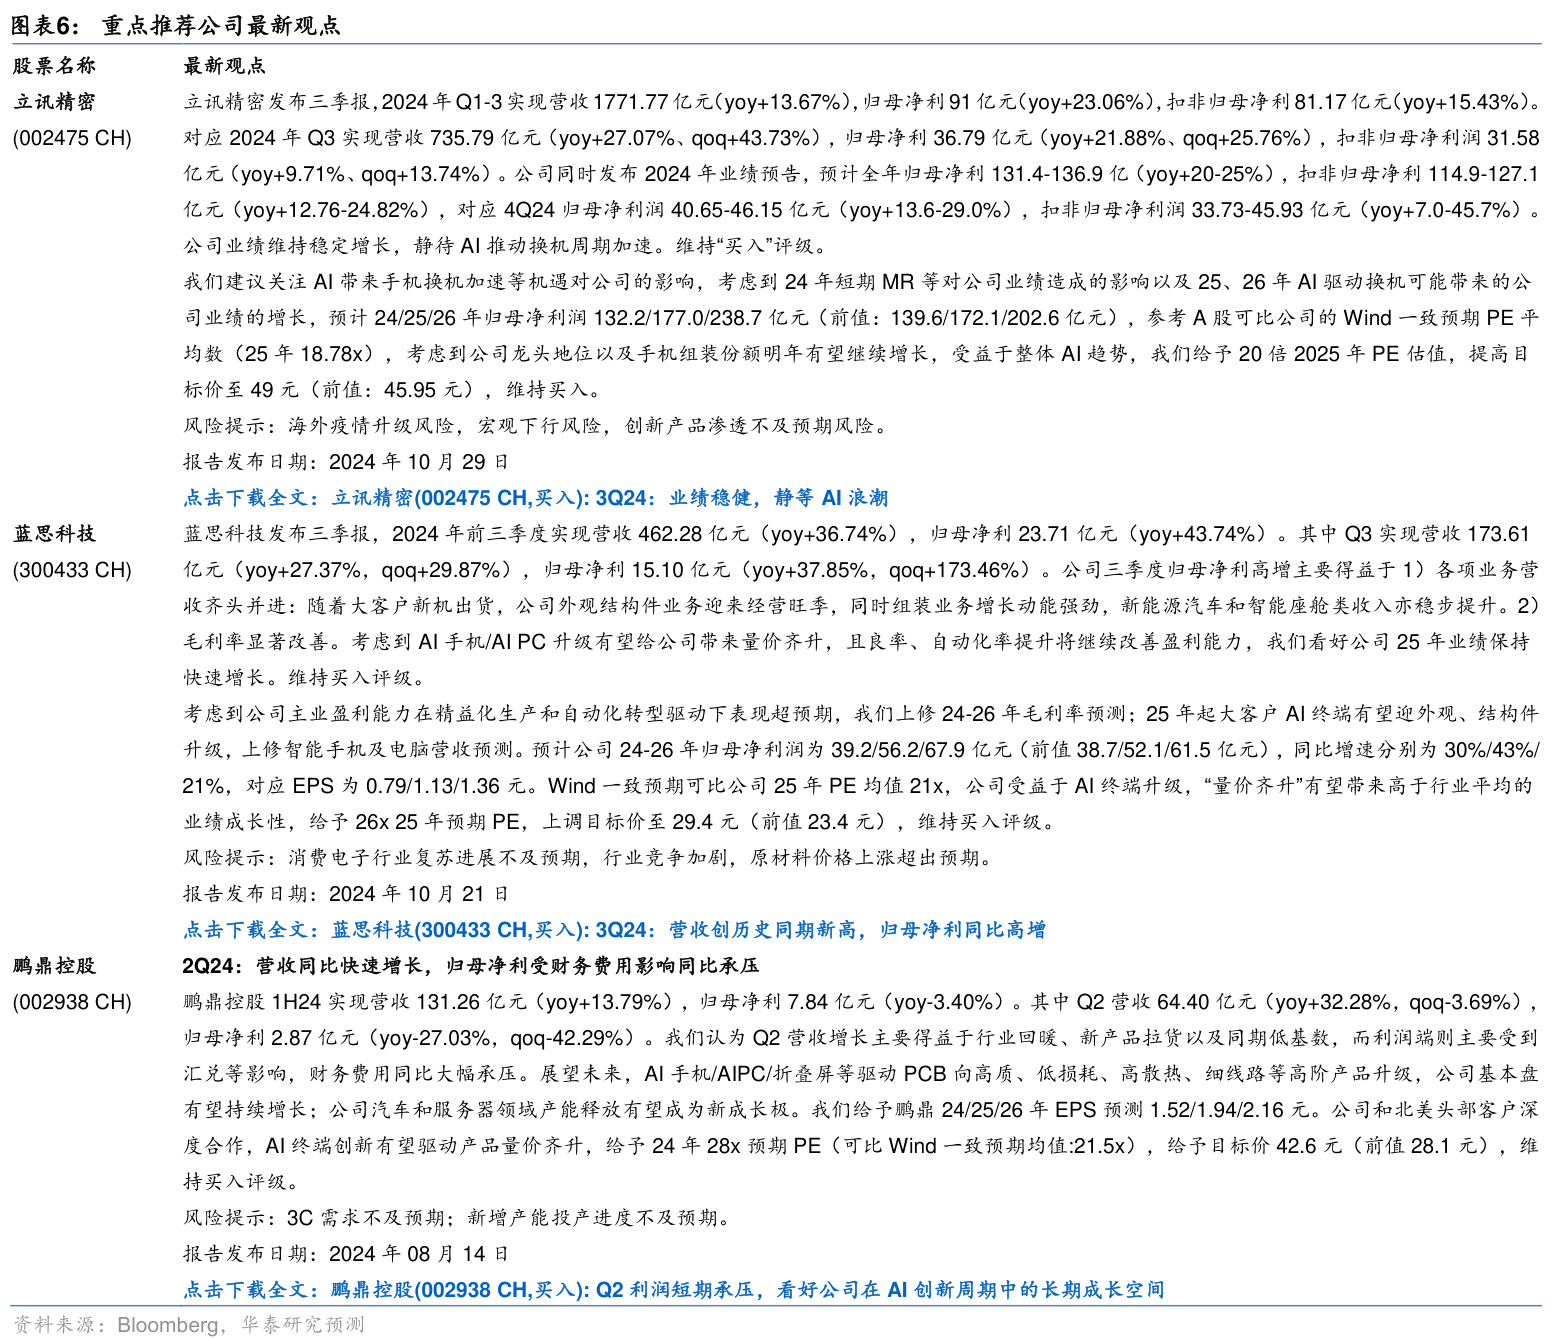 图表6： 重点推荐公司最新观点
股票名称 最新观点
立讯精密 立讯精密发布三季报，2024 年 Q1-3 实现营收 1771.77 亿元（yoy+13.67%），归母净利 91 亿元（yoy+23.06%），扣非归母净利 81.17 亿元（yoy+15.43%）。
(002475 CH) 对应 2024 年 Q3 实现营收 735.79 亿元（yoy+27.07%、qoq+43.73%），归母净利 36.79 亿元（yoy+21.88%、qoq+25.76%），扣非归母净利润 31.58
亿元（yoy+9.71%、qoq+13.74%）。公司同时发布 2024 年业绩预告，预计全年归母净利 131.4-136.9 亿（yoy+20-25%），扣非归母净利 114.9-127.1
亿元（yoy+12.76-24.82%），对应 4Q24 归母净利润 40.65-46.15 亿元（yoy+13.6-29.0%），扣非归母净利润 33.73-45.93 亿元（yoy+7.0-45.7%）。
公司业绩维持稳定增长，静待 AI 推动换机周期加速。维持“买入”评级。
我们建议关注 AI 带来手机换机加速等机遇对公司的影响，考虑到 24 年短期 MR 等对公司业绩造成的影响以及 25、26 年 AI 驱动换机可能带来的公
司业绩的增长，预计 24/25/26 年归母净利润 132.2/177.0/238.7 亿元（前值：139.6/172.1/202.6 亿元），参考 A 股可比公司的 Wind 一致预期 PE 平
均数（25 年 18.78x），考虑到公司龙头地位以及手机组装份额明年有望继续增长，受益于整体 AI 趋势，我们给予 20 倍 2025 年 PE 估值，提高目
标价至 49 元（前值：45.95 元），维持买入。
风险提示：海外疫情升级风险，宏观下行风险，创新产品渗透不及预期风险。
报告发布日期：2024 年 10 月 29 日
点击下载全文：立讯精密(002475 CH,买入): 3Q24：业绩稳健，静等 AI 浪潮
蓝思科技 蓝思科技发布三季报，2024 年前三季度实现营收 462.28 亿元（yoy+36.74%），归母净利 23.71 亿元（yoy+43.74%）。其中 Q3 实现营收 173.61
(300433 CH) 亿元（yoy+27.37%，qoq+29.87%），归母净利 15.10 亿元（yoy+37.85%，qoq+173.46%）。公司三季度归母净利高增主要得益于 1）各项业务营
收齐头并进：随着大客户新机出货，公司外观结构件业务迎来经营旺季，同时组装业务增长动能强劲，新能源汽车和智能座舱类收入亦稳步提升。2）
毛利率显著改善。考虑到 AI 手机/AI PC 升级有望给公司带来量价齐升，且良率、自动化率提升将继续改善盈利能力，我们看好公司 25 年业绩保持
快速增长。维持买入评级。
考虑到公司主业盈利能力在精益化生产和自动化转型驱动下表现超预期，我们上修 24-26 年毛利率预测；25 年起大客户 AI 终端有望迎外观、结构件
升级，上修智能手机及电脑营收预测。预计公司 24-26 年归母净利润为 39.2/56.2/67.9 亿元（前值 38.7/52.1/61.5 亿元），同比增速分别为 30%/43%/
21%，对应 EPS 为 0.79/1.13/1.36 元。Wind 一致预期可比公司 25 年 PE 均值 21x，公司受益于 AI 终端升级，“量价齐升”有望带来高于行业平均的
业绩成长性，给予 26x 25 年预期 PE，上调目标价至 29.4 元（前值 23.4 元），维持买入评级。
风险提示：消费电子行业复苏进展不及预期，行业竞争加剧，原材料价格上涨超出预期。
报告发布日期：2024 年 10 月 21 日
点击下载全文：蓝思科技(300433 CH,买入): 3Q24：营收创历史同期新高，归母净利同比高增
鹏鼎控股 2Q24：营收同比快速增长，归母净利受财务费用影响同比承压
(002938 CH) 鹏鼎控股 1H24 实现营收 131.26 亿元（yoy+13.79%），归母净利 7.84 亿元（yoy-3.40%）。其中 Q2 营收 64.40 亿元（yoy+32.28%，qoq-3.69%），
归母净利 2.87 亿元（yoy-27.03%，qoq-42.29%）。我们认为 Q2 营收增长主要得益于行业回暖、新产品拉货以及同期低基数，而利润端则主要受到
汇兑等影响，财务费用同比大幅承压。展望未来，AI 手机/AIPC/折叠屏等驱动 PCB 向高质、低损耗、高散热、细线路等高阶产品升级，公司基本盘
有望持续增长；公司汽车和服务器领域产能释放有望成为新成长极。我们给予鹏鼎 24/25/26 年 EPS 预测 1.52/1.94/2.16 元。公司和北美头部客户深
度合作，AI 终端创新有望驱动产品量价齐升，给予 24 年 28x 预期 PE（可比 Wind 一致预期均值:21.5x），给予目标价 42.6 元（前值 28.1 元），维
持买入评级。
风险提示：3C 需求不及预期；新增产能投产进度不及预期。
报告发布日期：2024 年 08 月 14 日
点击下载全文：鹏鼎控股(002938 CH,买入): Q2 利润短期承压，看好公司在 AI 创新周期中的长期成长空间
资料来源：Bloomberg，华泰研究预测